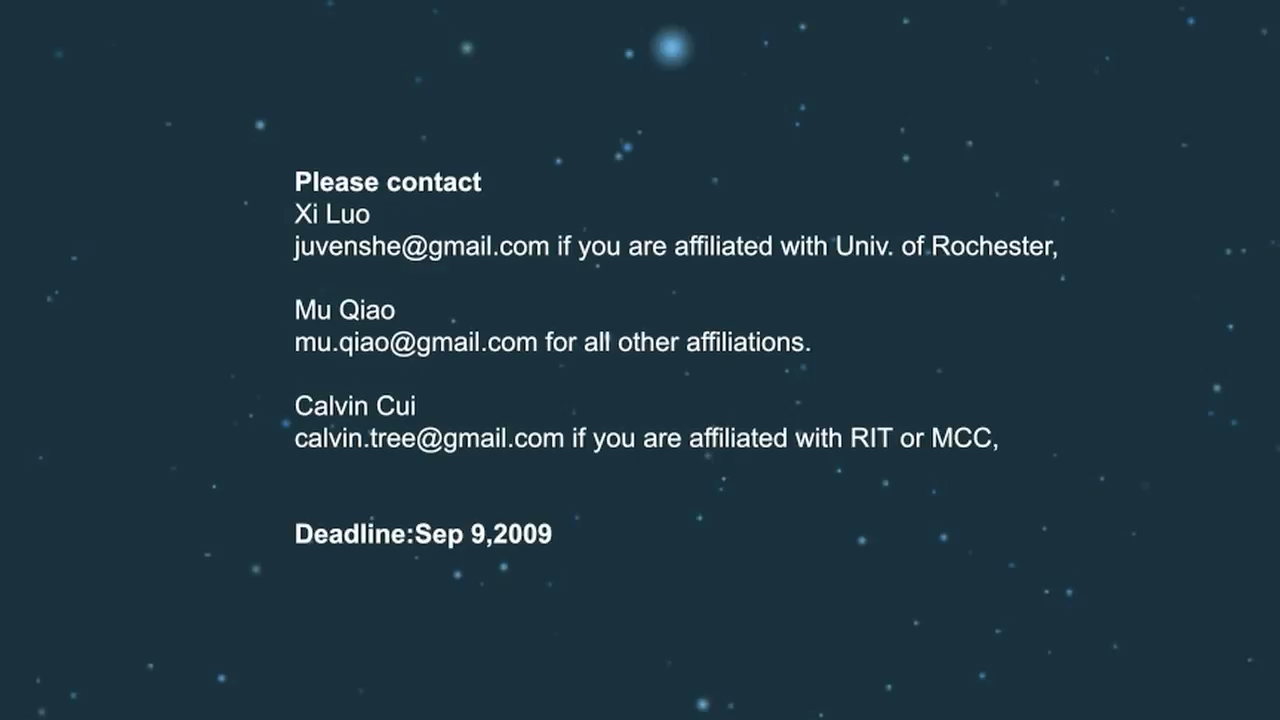 Please contact
Xi Luo
juvenshe@gmail.com if you are affiliated with Univ. of Rochester,
Mu Qiao
mu.qiao@gmail.com for all other affiliations.
Calvin Cui
calvin.tree@gmail.com if you are affiliated with RIT or MCC,
Deadline:Sep 9,2009